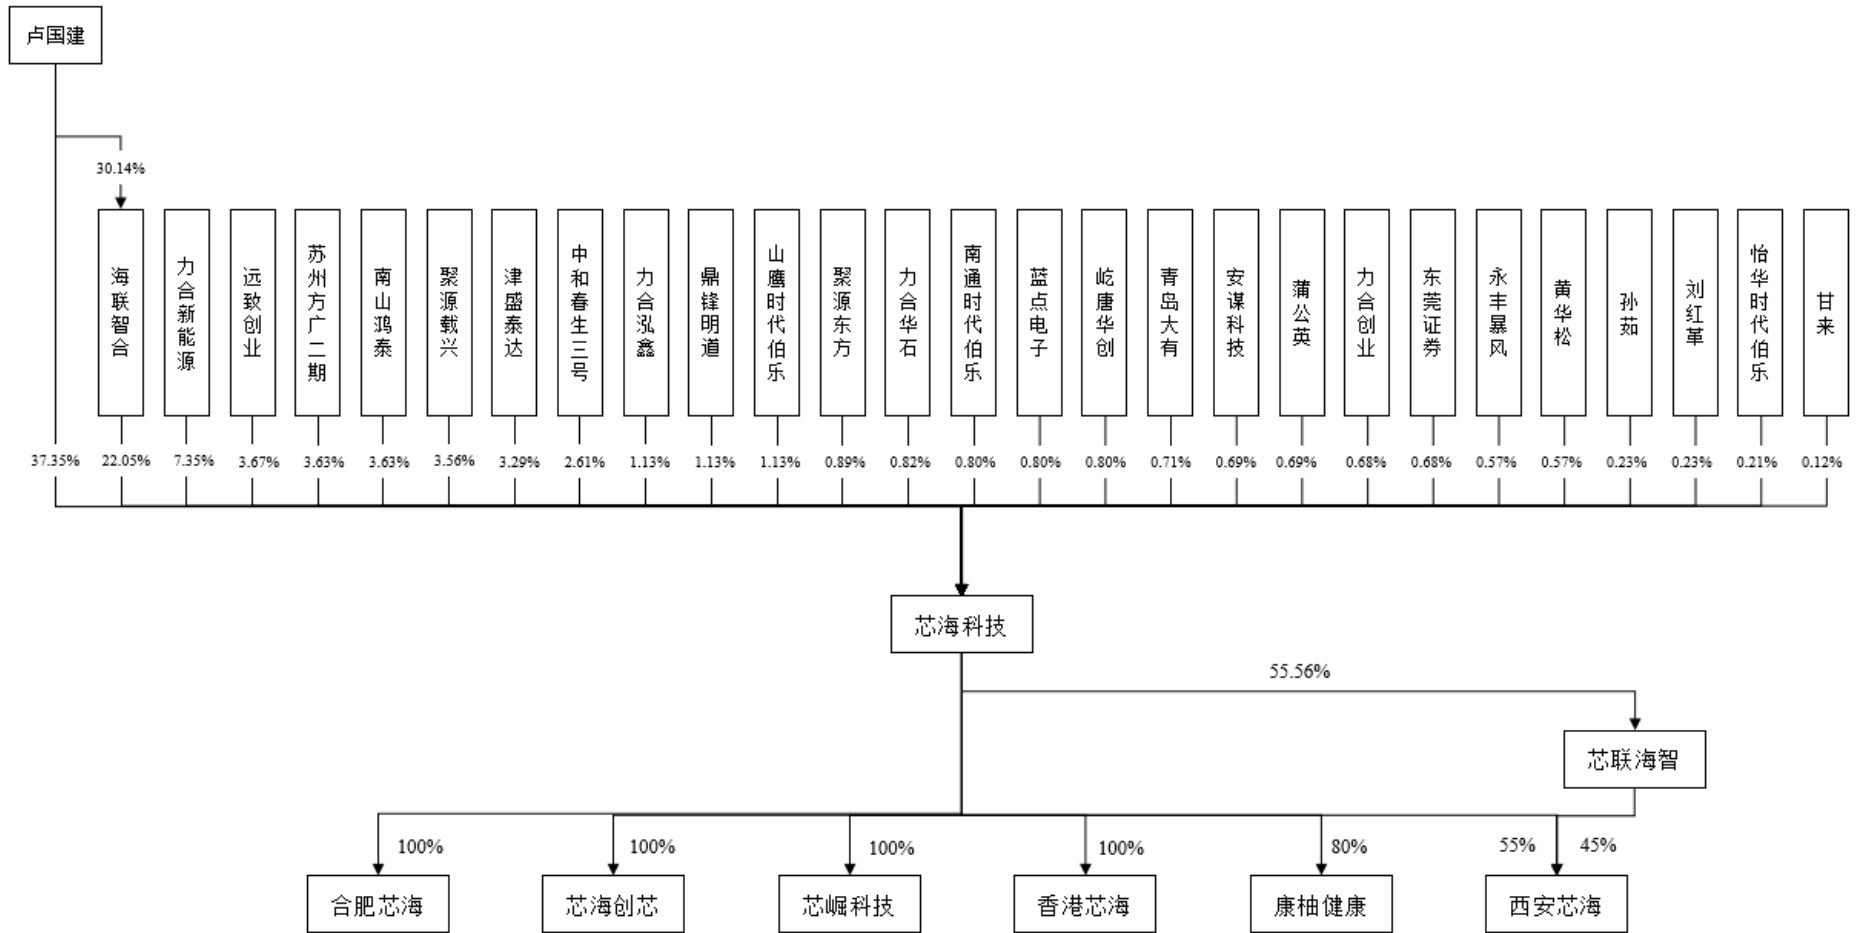 卢国建
30.14%
海联智合
力合新能源
远致创业
苏州方广二期
南山鸿泰
聚源载兴
津盛泰达
中和春生三号
力合泓鑫
鼎锋明道
山鹰时代伯乐
聚源东方
力合华石
南通时代伯乐
蓝点电子
屹唐华创
青岛大有
安谋科技
蒲公英
力合创业
东莞证券
永丰暴风
黄华松
孙茹
刘红革
怡华时代伯乐
甘来
37.35% 22.05% 7.35% 3.67% 3.63% 3.63% 3.56% 3.29% 2.61% 1.13% 1.13% 1.13% 0.89% 0.82% 0.80% 0.80% 0.80% 0.71% 0.69% 0.69% 0.68% 0.68% 0.57% 0.57% 0.23% 0.23% 0.21% 0.12%
芯海科技
55.56%
芯联海智
100% 100% 100% 100% 80% 55% 45%
合肥芯海 芯海创芯 芯崛科技 香港芯海 康柚健康 西安芯海